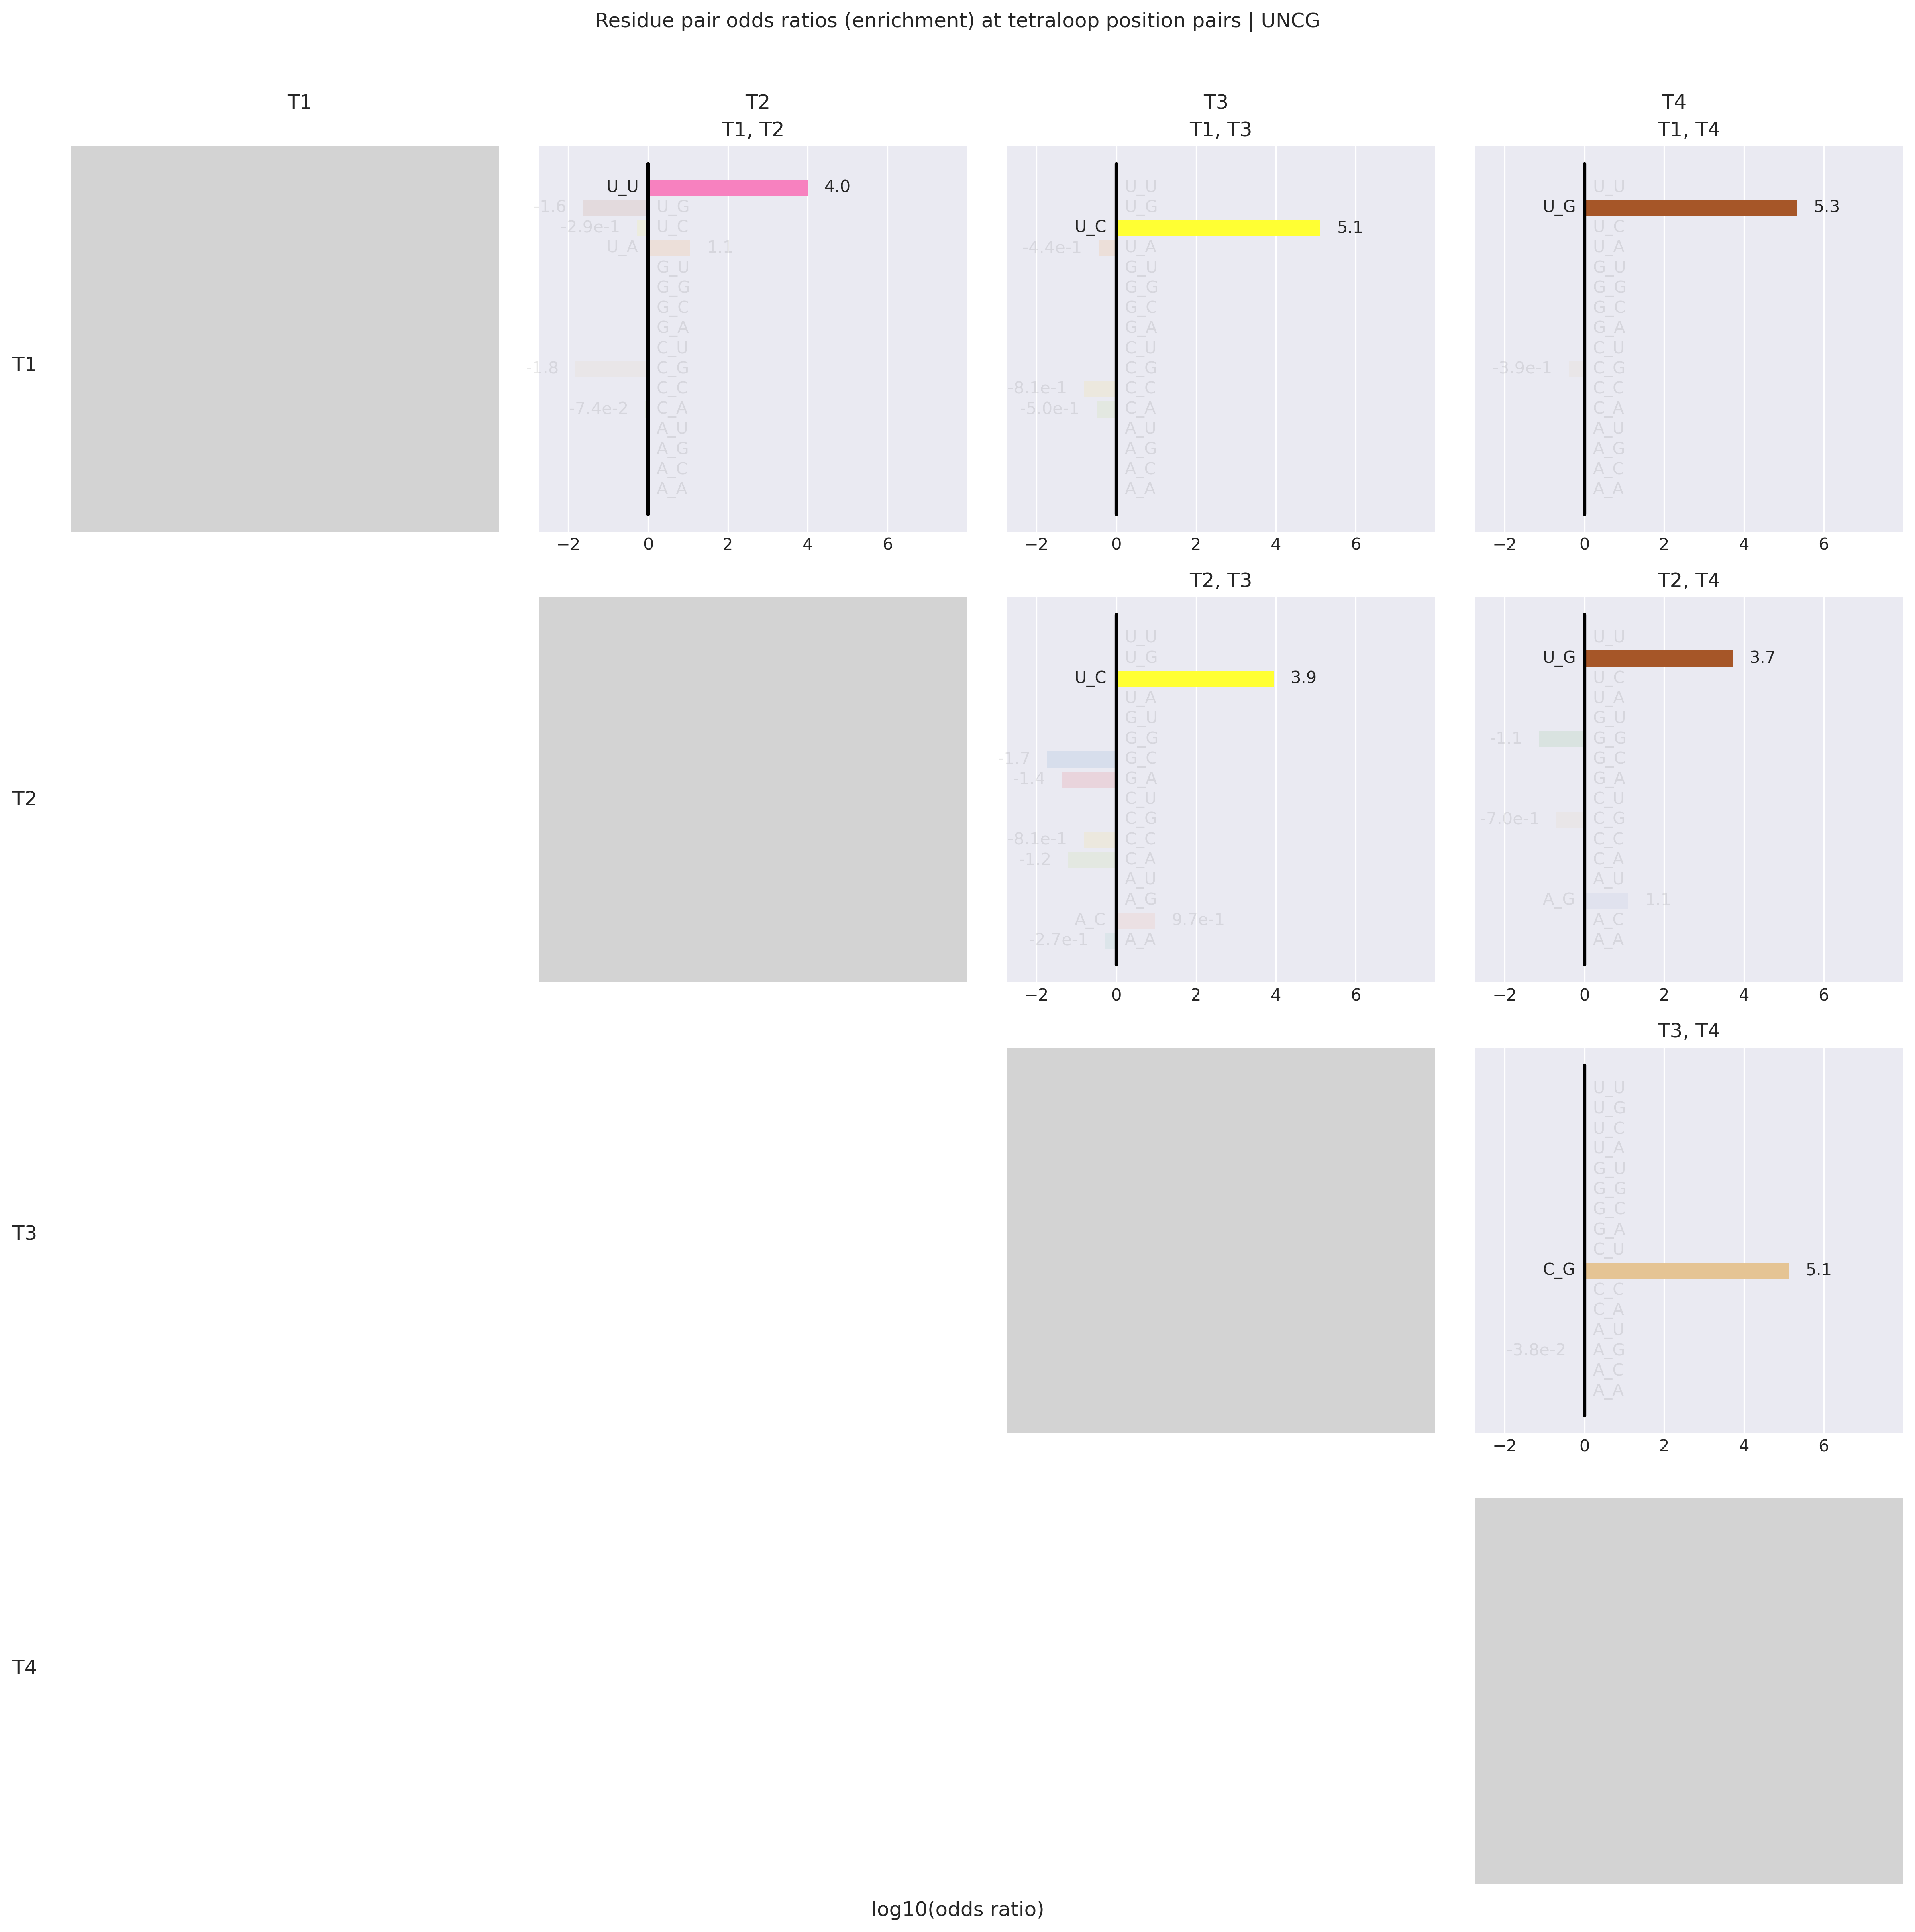 Residue pair odds ratios (enrichment) at tetraloop position pairs | UNCG
T1 T2 T3 T4
T1, T2 T1, T3 T1, T4
T1
U_U 4.0
-1.6 U_G
-2.9e-1 U_C
U_A 1.1
G_U
G_G
G_C
G_A
C_U
-1.8 C_G
C_C
-7.4e-2 C_A
A_U
A_G
A_C
A_A
−2 0 2 4 6
U_U
U_G
U_C 5.1
-4.4e-1 U_A
G_U
G_G
G_C
G_A
C_U
C_G
-8.1e-1 C_C
-5.0e-1 C_A
A_U
A_G
A_C
A_A
−2 0 2 4 6
U_U
U_G 5.3
U_C
U_A
G_U
G_G
G_C
G_A
C_U
-3.9e-1 C_G
C_C
C_A
A_U
A_G
A_C
A_A
−2 0 2 4 6
T2, T3 T2, T4
T2
U_U
U_G
U_C 3.9
U_A
G_U
G_G
-1.7 G_C
-1.4 G_A
C_U
C_G
-8.1e-1 C_C
-1.2 C_A
A_U
A_G
A_C 9.7e-1
-2.7e-1 A_A
−2 0 2 4 6
U_U
U_G 3.7
U_C
U_A
G_U
-1.1 G_G
G_C
G_A
C_U
-7.0e-1 C_G
C_C
C_A
A_U
A_G 1.1
A_C
A_A
−2 0 2 4 6
T3, T4
T3
U_U
U_G
U_C
U_A
G_U
G_G
G_C
G_A
C_U
C_G 5.1
C_C
C_A
A_U
-3.8e-2 A_G
A_C
A_A
−2 0 2 4 6
T4
log10(odds ratio)